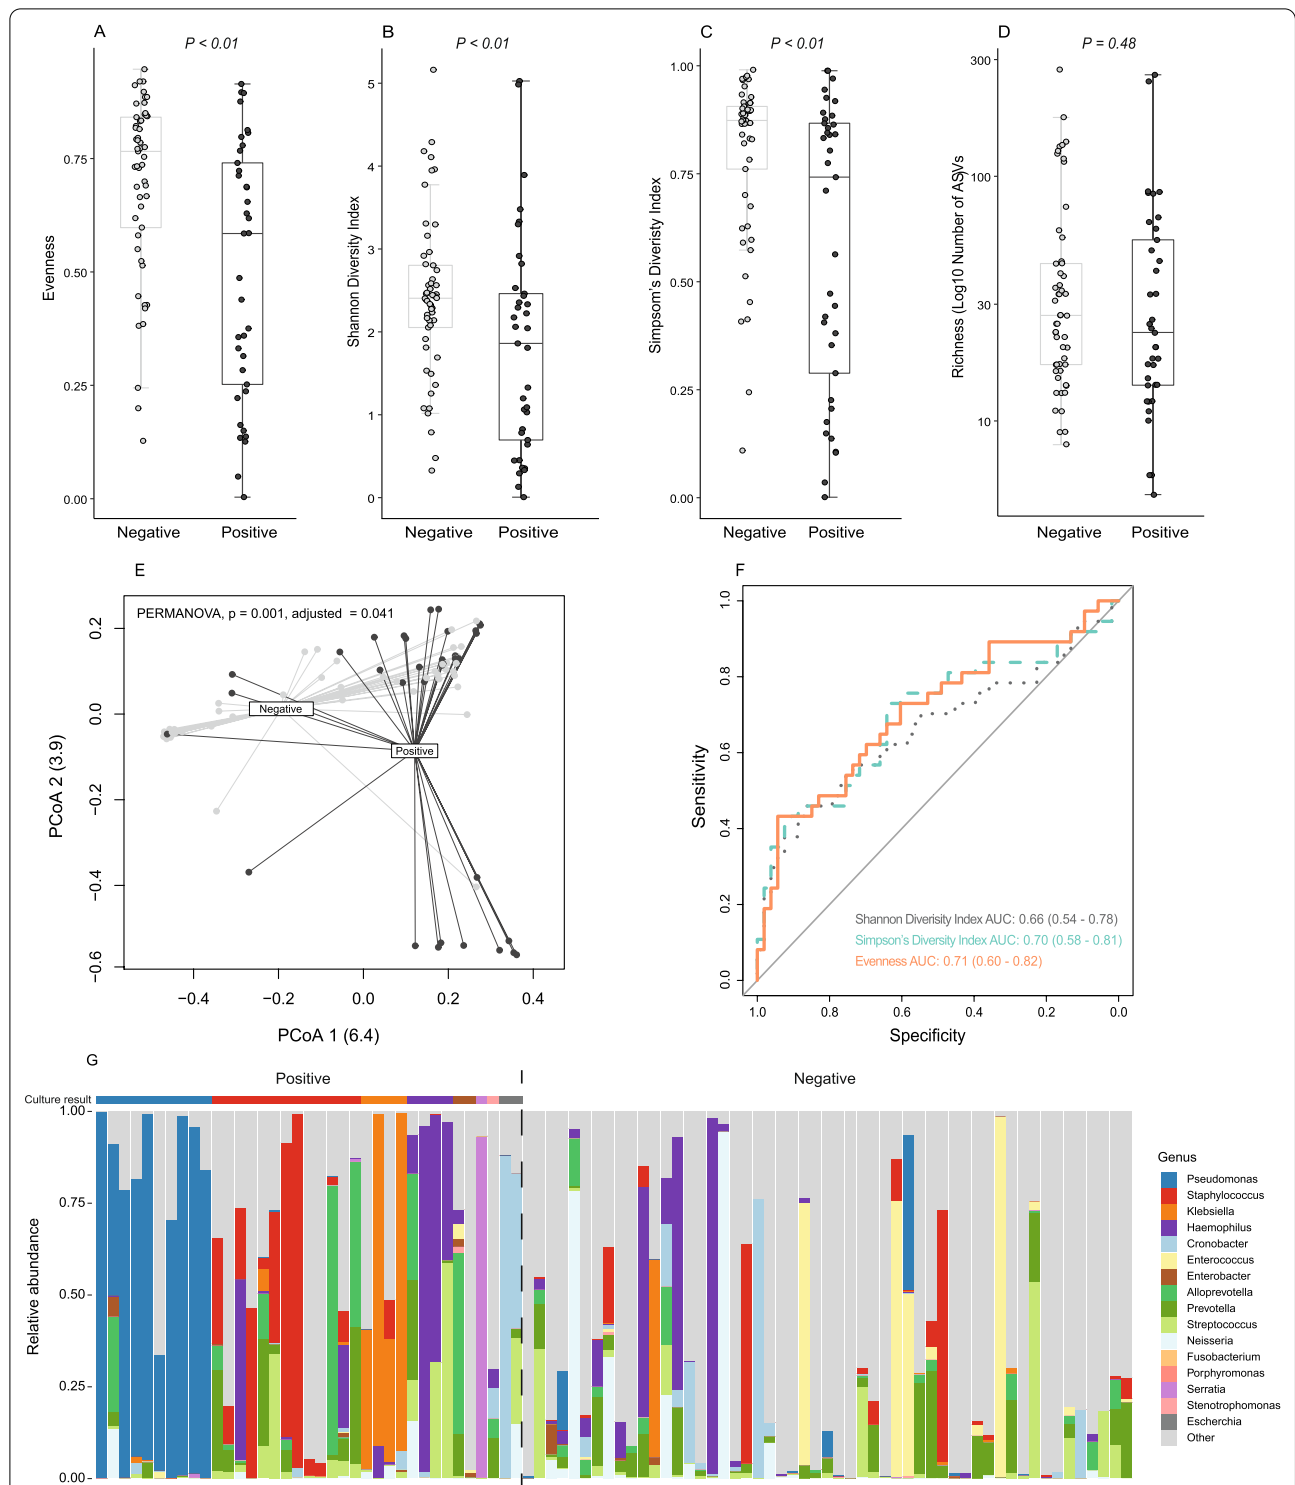 A
P < 0.01
B
P < 0.01
C
P < 0.01
D
P = 0.48
Evenness
0.75
0.50
0.25
0.00
Negative
Positive
Shannon Diversity Index
5
4
3
2
1
0
Negative
Positive
Simpsom's Diveristy Index
1.00
0.75
0.50
0.25
0.00
Negative
Positive
Richness (Log10 Number of ASVs)
300
100
30
10
Negative
Positive
E
PERMANOVA, p = 0.001, adjusted = 0.041
PCoA 2 (3.9)
0.2
0.0
−0.2
−0.4
−0.6
Negative
Positive
−0.4
−0.2
0.0
0.2
0.4
PCoA 1 (6.4)
F
Sensitivity
1.0
0.8
0.6
0.4
0.2
0.0
Shannon Diverisity Index AUC: 0.66 (0.54 - 0.78)
Simpson's Diversity Index AUC: 0.70 (0.58 - 0.81)
Evenness AUC: 0.71 (0.60 - 0.82)
1.0
0.8
0.6
0.4
0.2
0.0
Specificity
G
Positive
Negative
Culture result
Relative abundance
1.00
0.75
0.50
0.25
0.00
Genus
Pseudomonas
Staphylococcus
Klebsiella
Haemophilus
Cronobacter
Enterococcus
Enterobacter
Alloprevotella
Prevotella
Streptococcus
Neisseria
Fusobacterium
Porphyromonas
Serratia
Stenotrophomonas
Escherchia
Other